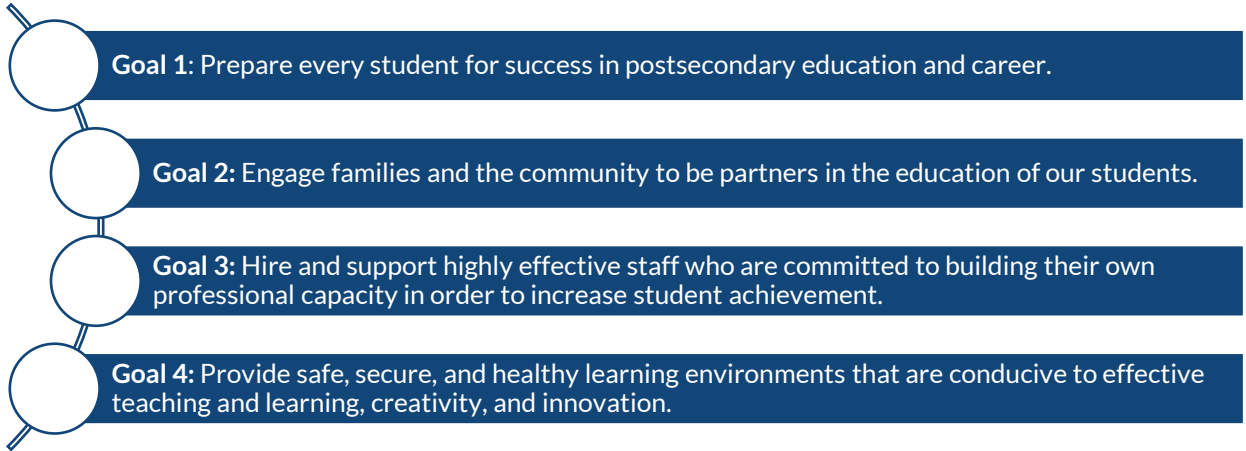 Goal 1: Prepare every student for success in postsecondary education and career.
Goal 2: Engage families and the community to be partners in the education of our students.
Goal 3: Hire and support highly effective staff who are committed to building their own
professional capacity in order to increase student achievement.
Goal 4: Provide safe, secure, and healthy learning environments that are conducive to effective
teaching and learning, creativity, and innovation.